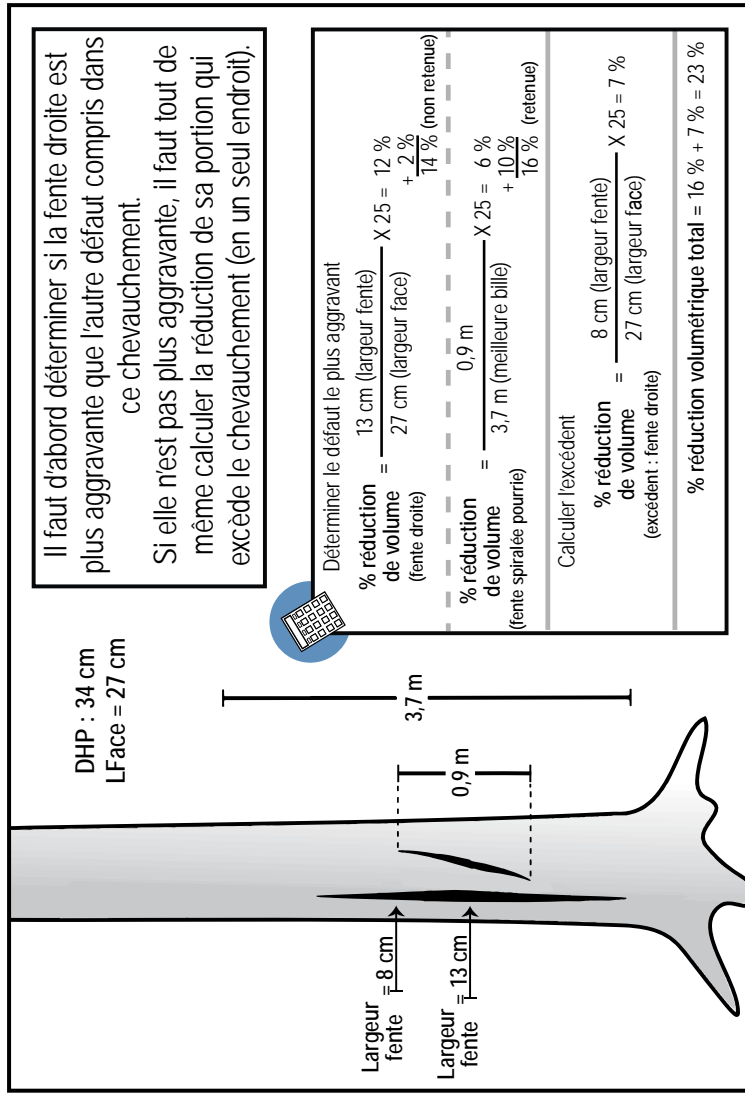 Il faut d'abord déterminer si la fente droite est
plus aggravante que l'autre défaut compris dans
ce chevauchement.
Si elle n'est pas plus aggravante, il faut tout de
même calculer la réduction de sa portion qui
excède le chevauchement (en un seul endroit).
DHP : 34 cm
LFace = 27 cm
3,7 m
0,9 m
Largeur
fente = 8 cm
Largeur
fente = 13 cm
Déterminer le défaut le plus aggravant
% réduction
de volume
(fente droite)
=
13 cm (largeur fente)
27 cm (largeur face)
X 25 = 12 %
+ 2 %
14 % (non retenue)
% réduction
de volume
(fente spiralée pourrie)
=
0,9 m
3,7 m (meilleure bille)
X 25 = 6 %
+ 10 %
16 % (retenue)
Calculer l'excédent
% réduction
de volume
(excédent : fente droite)
=
8 cm (largeur fente)
27 cm (largeur face)
X 25 = 7 %
% réduction volumétrique total = 16 % + 7 % = 23 %